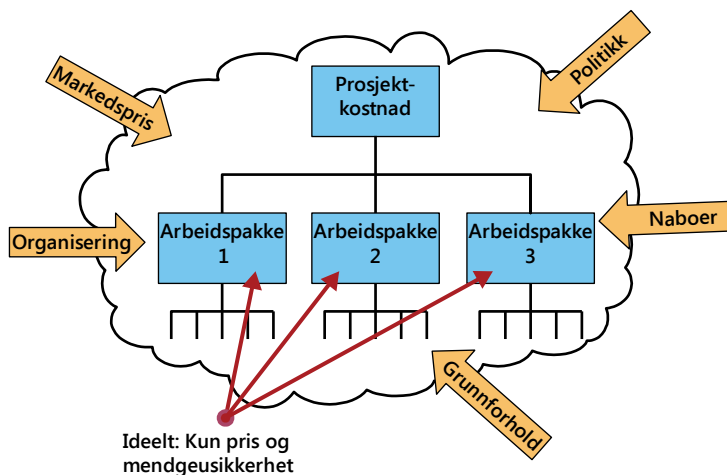 Markedspris
Politikk
Prosjekt-
kostnad
Organisering
Arbeidspakke
1
Arbeidspakke
2
Arbeidspakke
3
Naboer
Grunnforhold
Ideelt: Kun pris og
mendgeusikkerhet